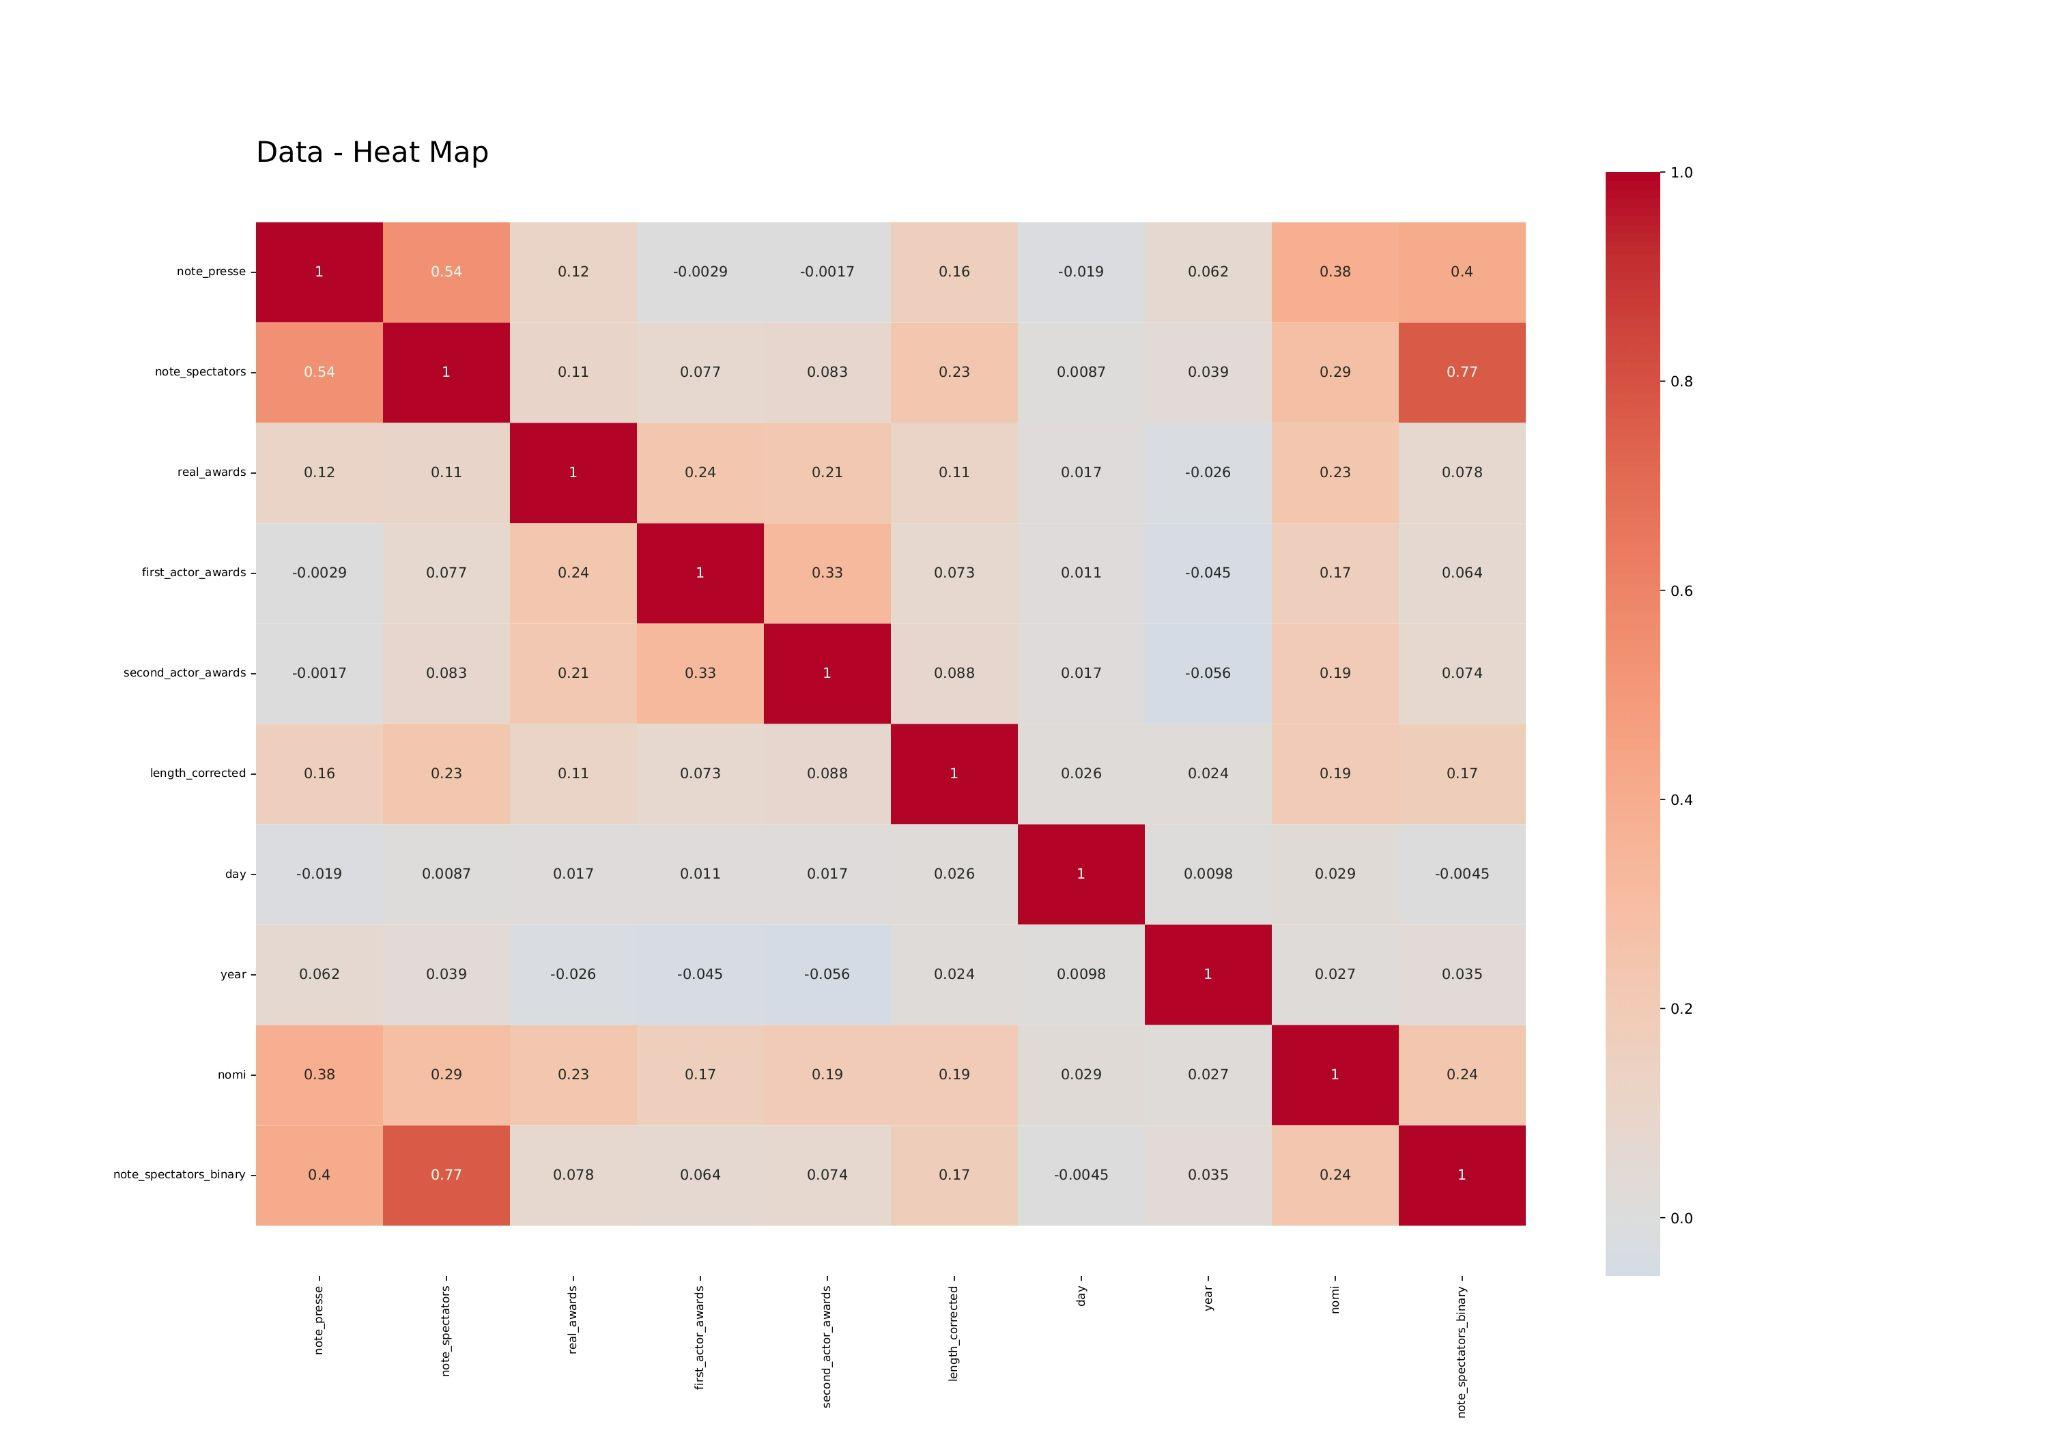 Data - Heat Map
1.0
note_presse 1 0.54 0.12 -0.0029 -0.0017 0.16 -0.019 0.062 0.38 0.4
note_spectators 0.54 1 0.11 0.077 0.083 0.23 0.0087 0.039 0.29 0.77
0.8
real_awards 0.12 0.11 1 0.24 0.21 0.11 0.017 -0.026 0.23 0.078
first_actor_awards -0.0029 0.077 0.24 1 0.33 0.073 0.011 -0.045 0.17 0.064
0.6
second_actor_awards -0.0017 0.083 0.21 0.33 1 0.088 0.017 -0.056 0.19 0.074
length_corrected 0.16 0.23 0.11 0.073 0.088 1 0.026 0.024 0.19 0.17
0.4
day -0.019 0.0087 0.017 0.011 0.017 0.026 1 0.0098 0.029 -0.0045
year 0.062 0.039 -0.026 -0.045 -0.056 0.024 0.0098 1 0.027 0.035
0.2
nomi 0.38 0.29 0.23 0.17 0.19 0.19 0.029 0.027 1 0.24
note_spectators_binary 0.4 0.77 0.078 0.064 0.074 0.17 -0.0045 0.035 0.24 1
0.0
note_presse
note_spectators
real_awards
first_actor_awards
second_actor_awards
length_corrected
day
year
nomi
note_spectators_binary